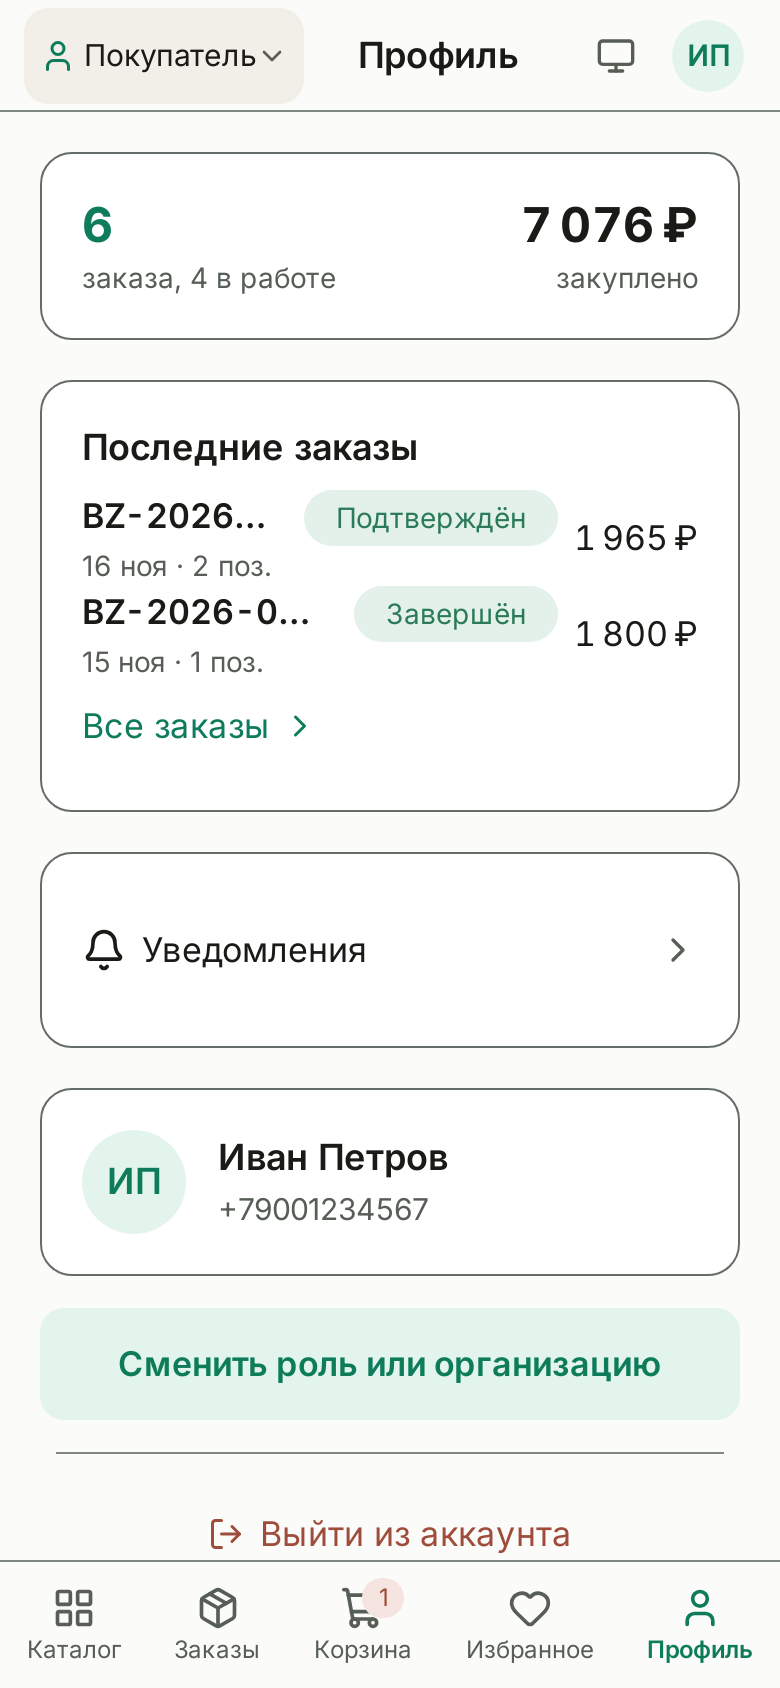 Покупатель
Профиль
ИП
6
7 076 ₽
заказа, 4 в работе
закуплено
Последние заказы
BZ-2026...
Подтверждён
1 965 ₽
16 ноя · 2 поз.
BZ-2026-0...
Завершён
1 800 ₽
15 ноя · 1 поз.
Все заказы
Уведомления
ИП
Иван Петров
+79001234567
Сменить роль или организацию
Выйти из аккаунта
1
Каталог
Заказы
Корзина
Избранное
Профиль